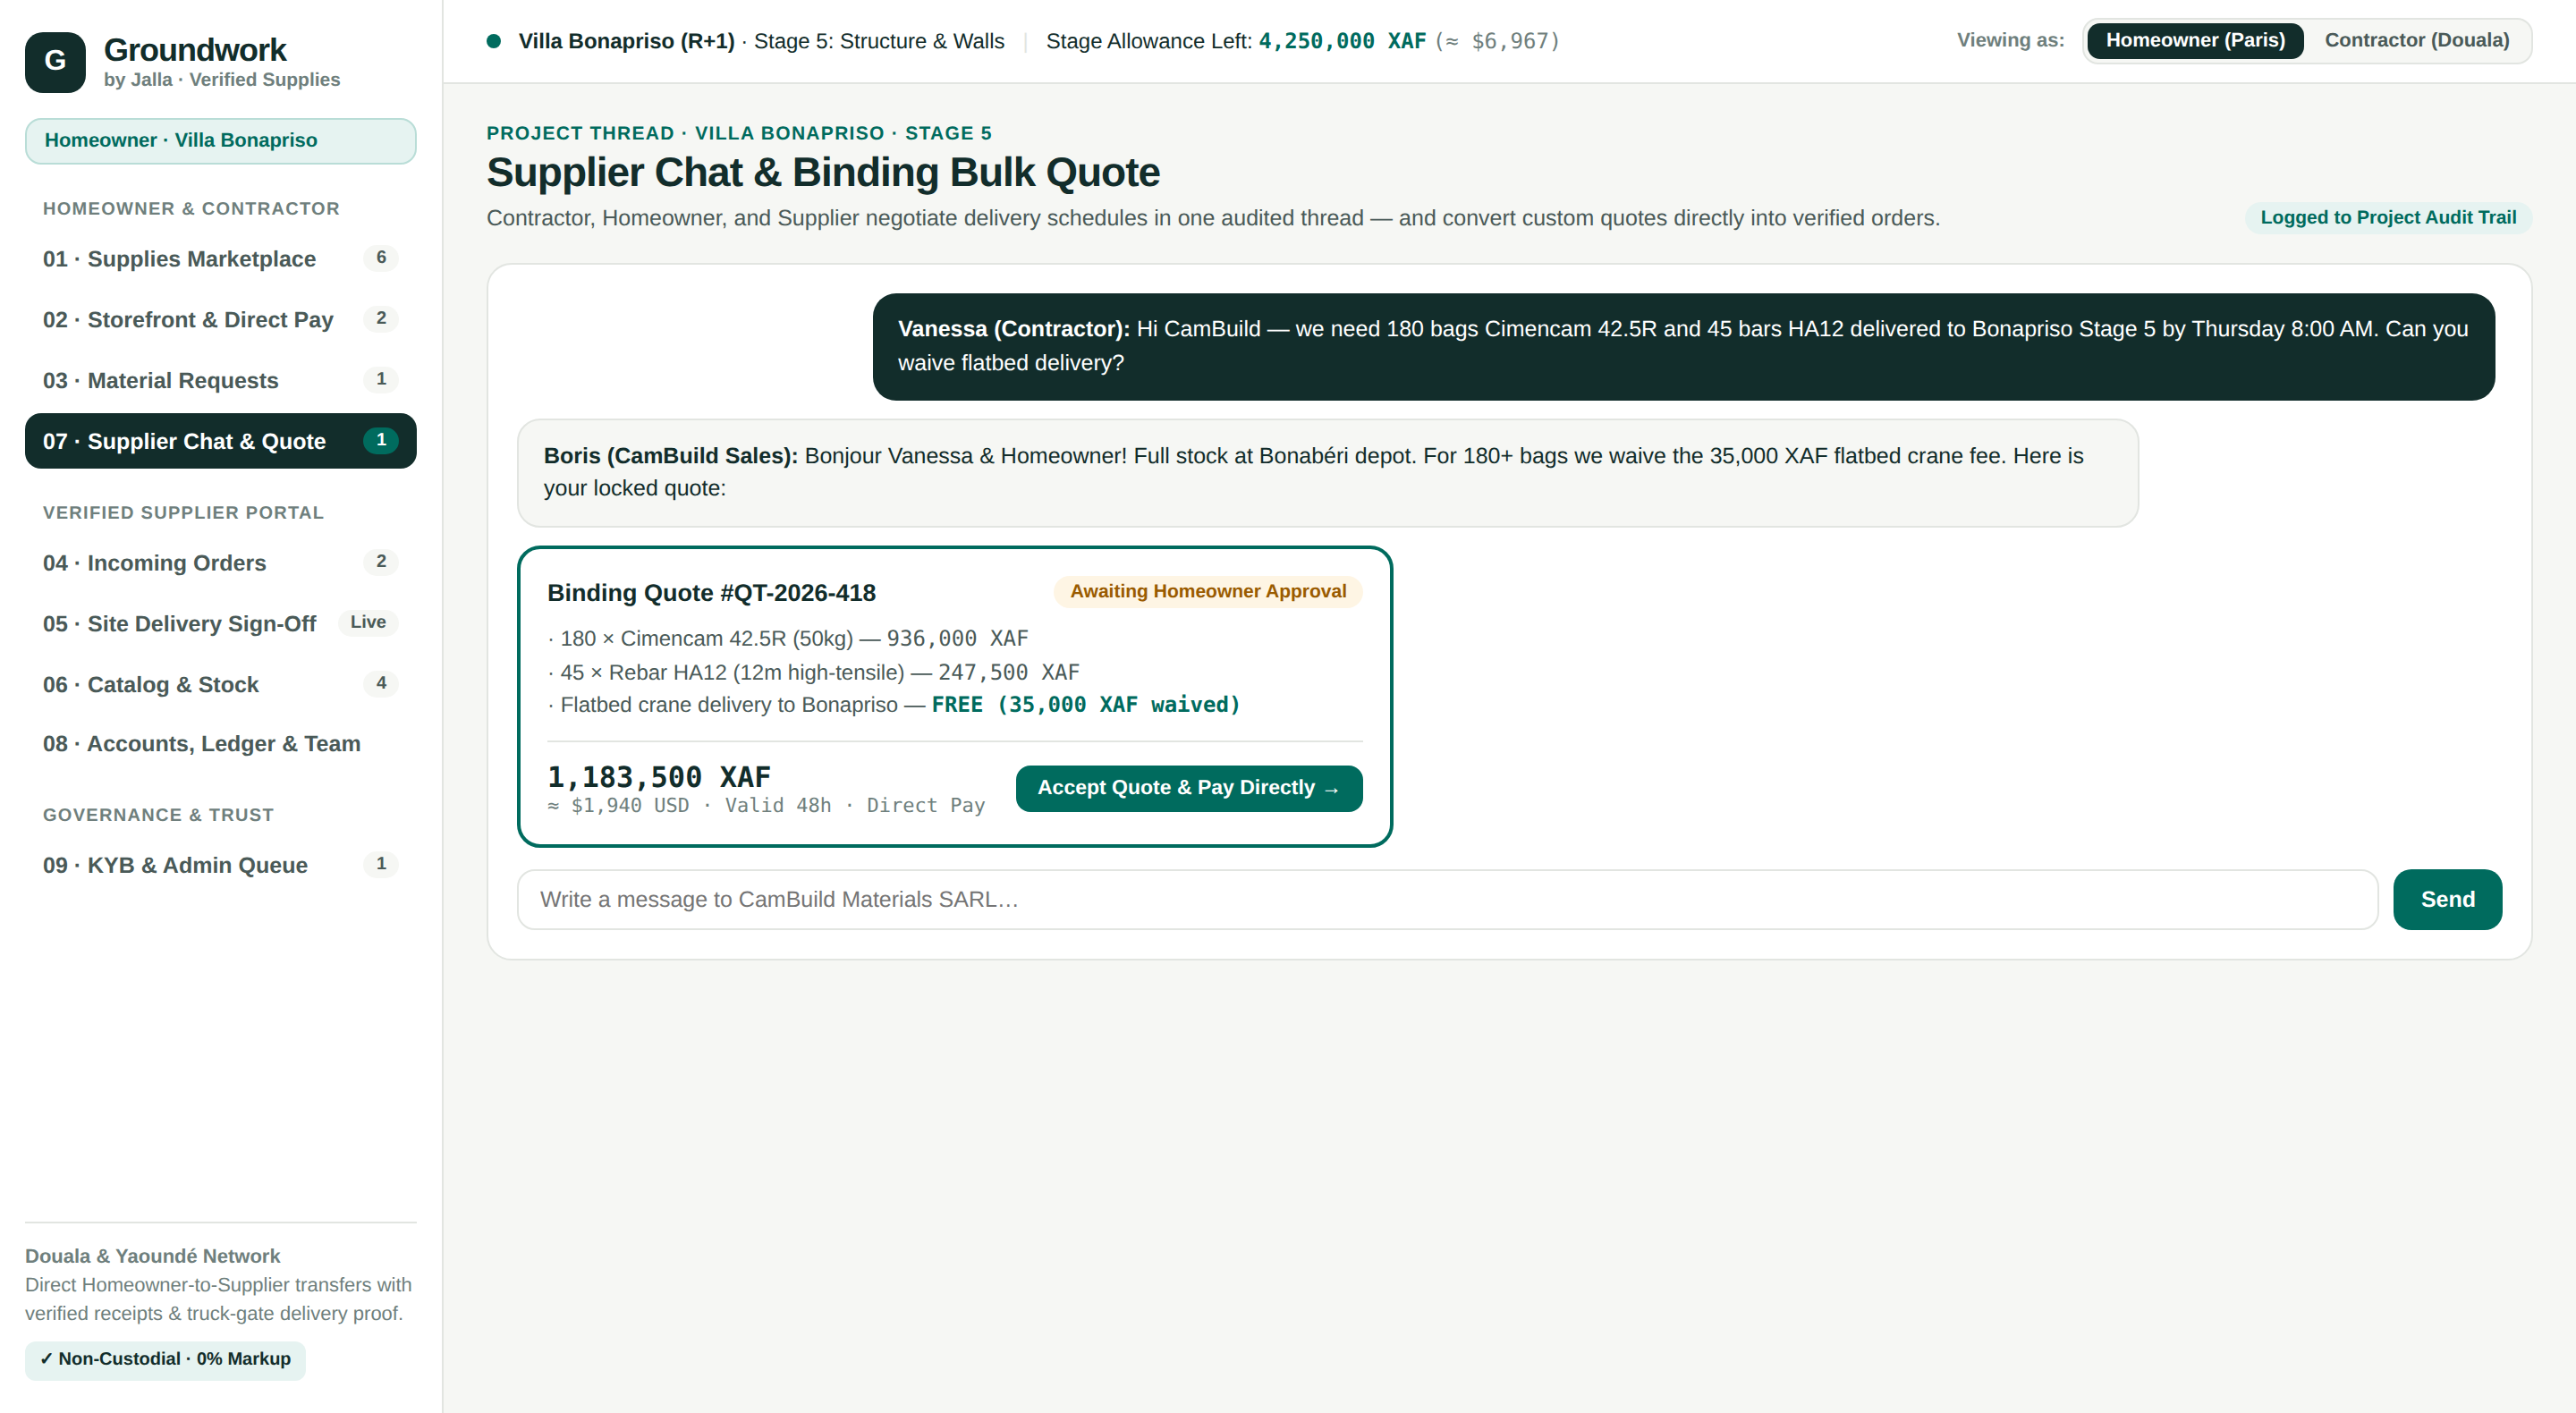 G
Groundwork
by Jalla · Verified Supplies
Homeowner · Villa Bonapriso
HOMEOWNER & CONTRACTOR
01 · Supplies Marketplace 6
02 · Storefront & Direct Pay 2
03 · Material Requests 1
07 · Supplier Chat & Quote 1
VERIFIED SUPPLIER PORTAL
04 · Incoming Orders 2
05 · Site Delivery Sign-Off Live
06 · Catalog & Stock 4
08 · Accounts, Ledger & Team
GOVERNANCE & TRUST
09 · KYB & Admin Queue 1
Douala & Yaoundé Network
Direct Homeowner-to-Supplier transfers with
verified receipts & truck-gate delivery proof.
✓ Non-Custodial · 0% Markup
Villa Bonapriso (R+1) · Stage 5: Structure & Walls | Stage Allowance Left: 4,250,000 XAF (≈ $6,967)
Viewing as: Homeowner (Paris) Contractor (Douala)
PROJECT THREAD · VILLA BONAPRISO · STAGE 5
Supplier Chat & Binding Bulk Quote
Contractor, Homeowner, and Supplier negotiate delivery schedules in one audited thread — and convert custom quotes directly into verified orders.
Logged to Project Audit Trail
Vanessa (Contractor): Hi CamBuild — we need 180 bags Cimencam 42.5R and 45 bars HA12 delivered to Bonapriso Stage 5 by Thursday 8:00 AM. Can you
waive flatbed delivery?
Boris (CamBuild Sales): Bonjour Vanessa & Homeowner! Full stock at Bonabéri depot. For 180+ bags we waive the 35,000 XAF flatbed crane fee. Here is
your locked quote:
Binding Quote #QT-2026-418 Awaiting Homeowner Approval
· 180 × Cimencam 42.5R (50kg) — 936,000 XAF
· 45 × Rebar HA12 (12m high-tensile) — 247,500 XAF
· Flatbed crane delivery to Bonapriso — FREE (35,000 XAF waived)
1,183,500 XAF
≈ $1,940 USD · Valid 48h · Direct Pay
Accept Quote & Pay Directly →
Write a message to CamBuild Materials SARL…
Send